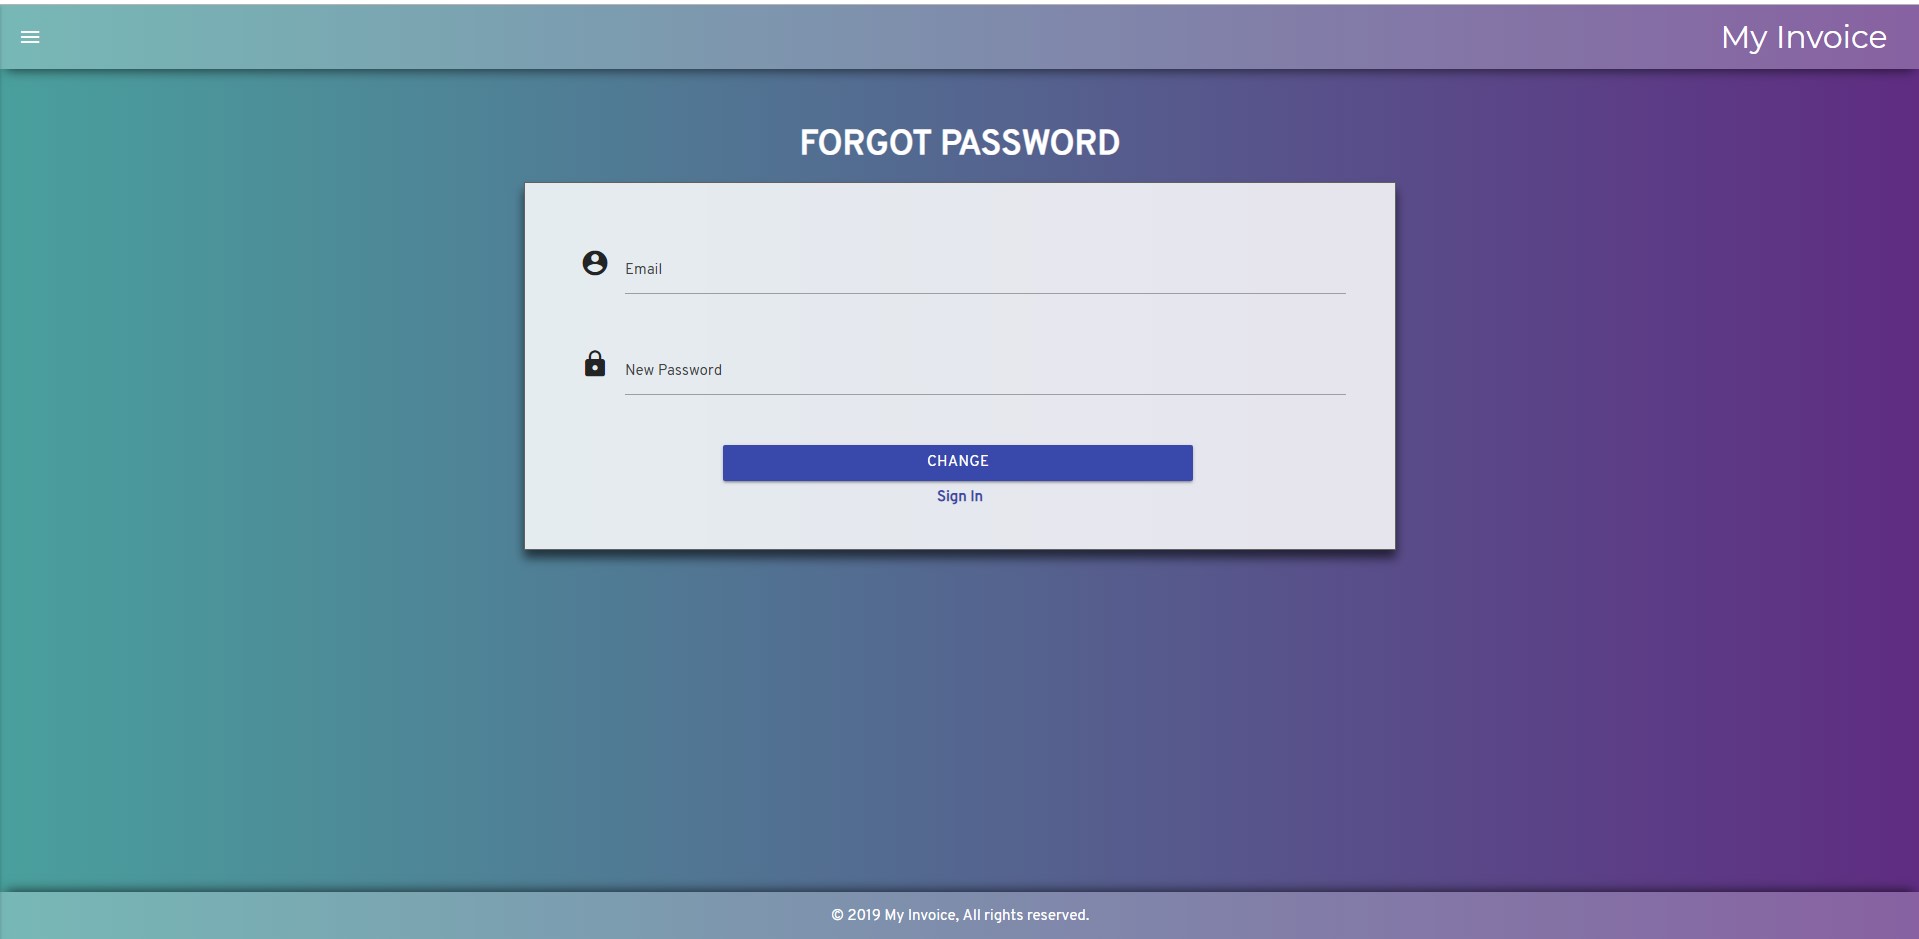 My Invoice
FORGOT PASSWORD
Email
New Password
CHANGE
Sign In
© 2019 My Invoice, All rights reserved.